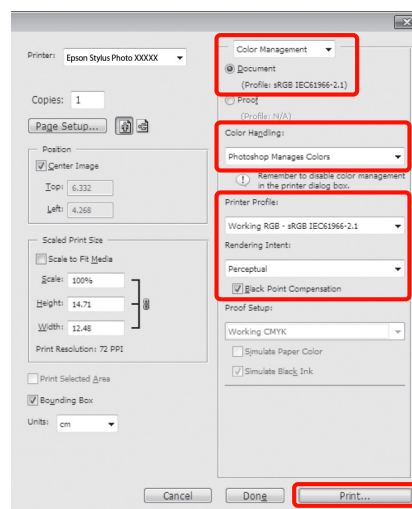 Printer: Epson Stylus Photo XXXXX
Copies: 1
Page Setup...
Position
Center Image
Top: 6.332
Left: 4.268
Scaled Print Size
Scale to Fit Media
Scale: 100%
Height: 14.71
Width: 12.48
Print Resolution: 72 PPI
Print Selected Area
Bounding Box
Units: cm
Color Management
Document
(Profile: sRGB IEC61966-2.1)
Proof
(Profile: N/A)
Color Handling:
Photoshop Manages Colors
Remember to disable color management
in the printer dialog box.
Printer Profile:
Working RGB - sRGB IEC61966-2.1
Rendering Intent:
Perceptual
Black Point Compensation
Proof Setup:
Working CMYK
Simulate Paper Color
Simulate Black Ink
Cancel
Done
Print...